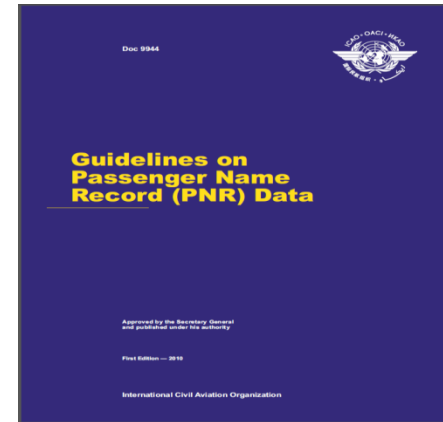 Doc 9944
ICAO · OACI · ИКАО
Guidelines on
Passenger Name
Record (PNR) Data
Approved by the Secretary General
and published under his authority
First Edition — 2010
International Civil Aviation Organization